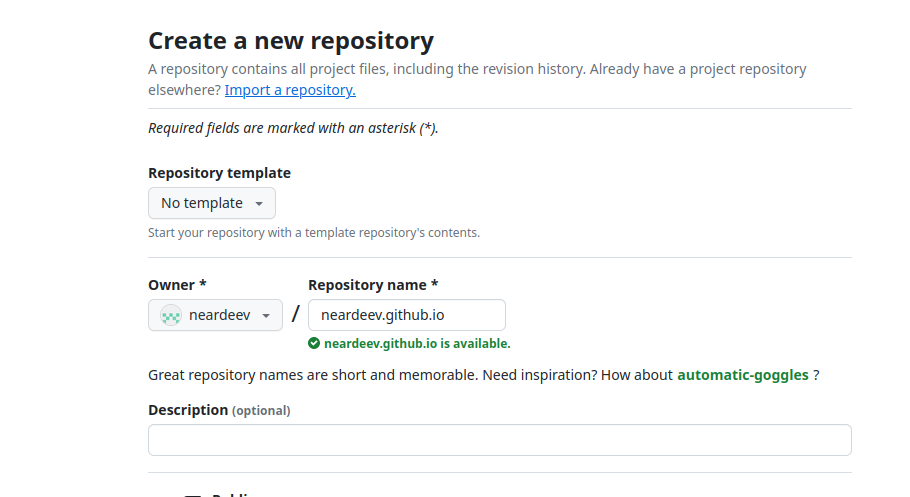 Create a new repository
A repository contains all project files, including the revision history. Already have a project repository
elsewhere? Import a repository.
Required fields are marked with an asterisk (*).
Repository template
No template
Start your repository with a template repository's contents.
Owner *
Repository name *
neardeev
/
neardeev.github.io
neardeev.github.io is available.
Great repository names are short and memorable. Need inspiration? How about automatic-goggles ?
Description (optional)